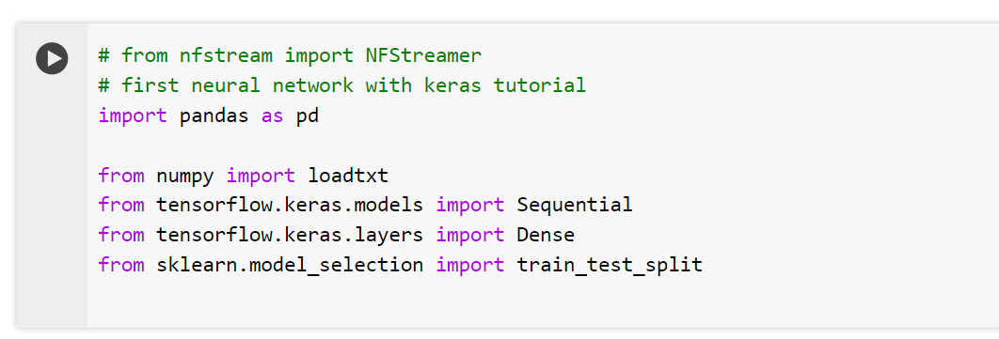 # from nfstream import NFStreamer
# first neural network with keras tutorial
import pandas as pd
from numpy import loadtxt
from tensorflow.keras.models import Sequential
from tensorflow.keras.layers import Dense
from sklearn.model_selection import train_test_split